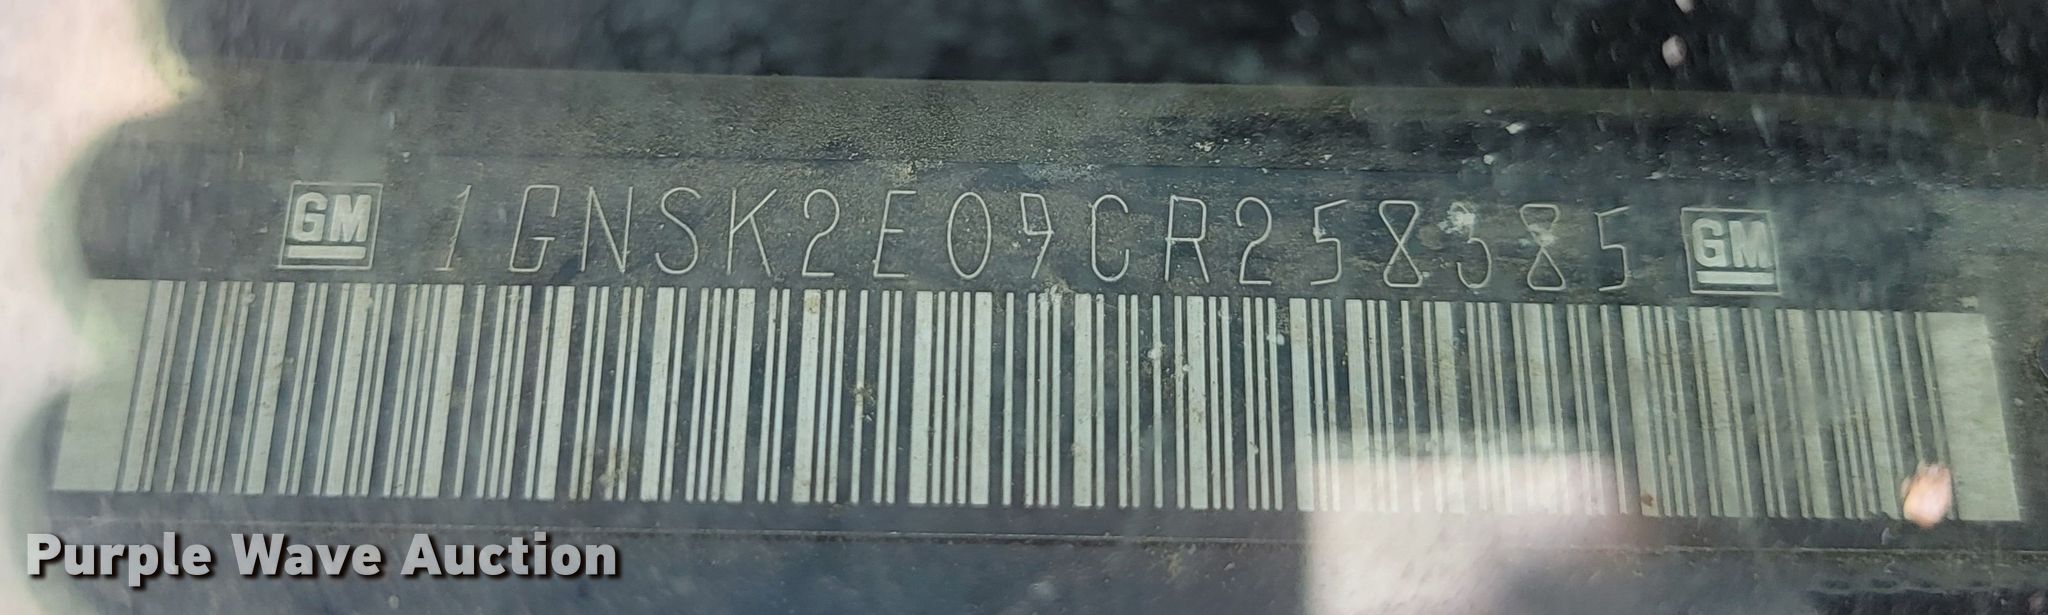 GM 1GNSK2E09CR258385 GM
Purple Wave Auction